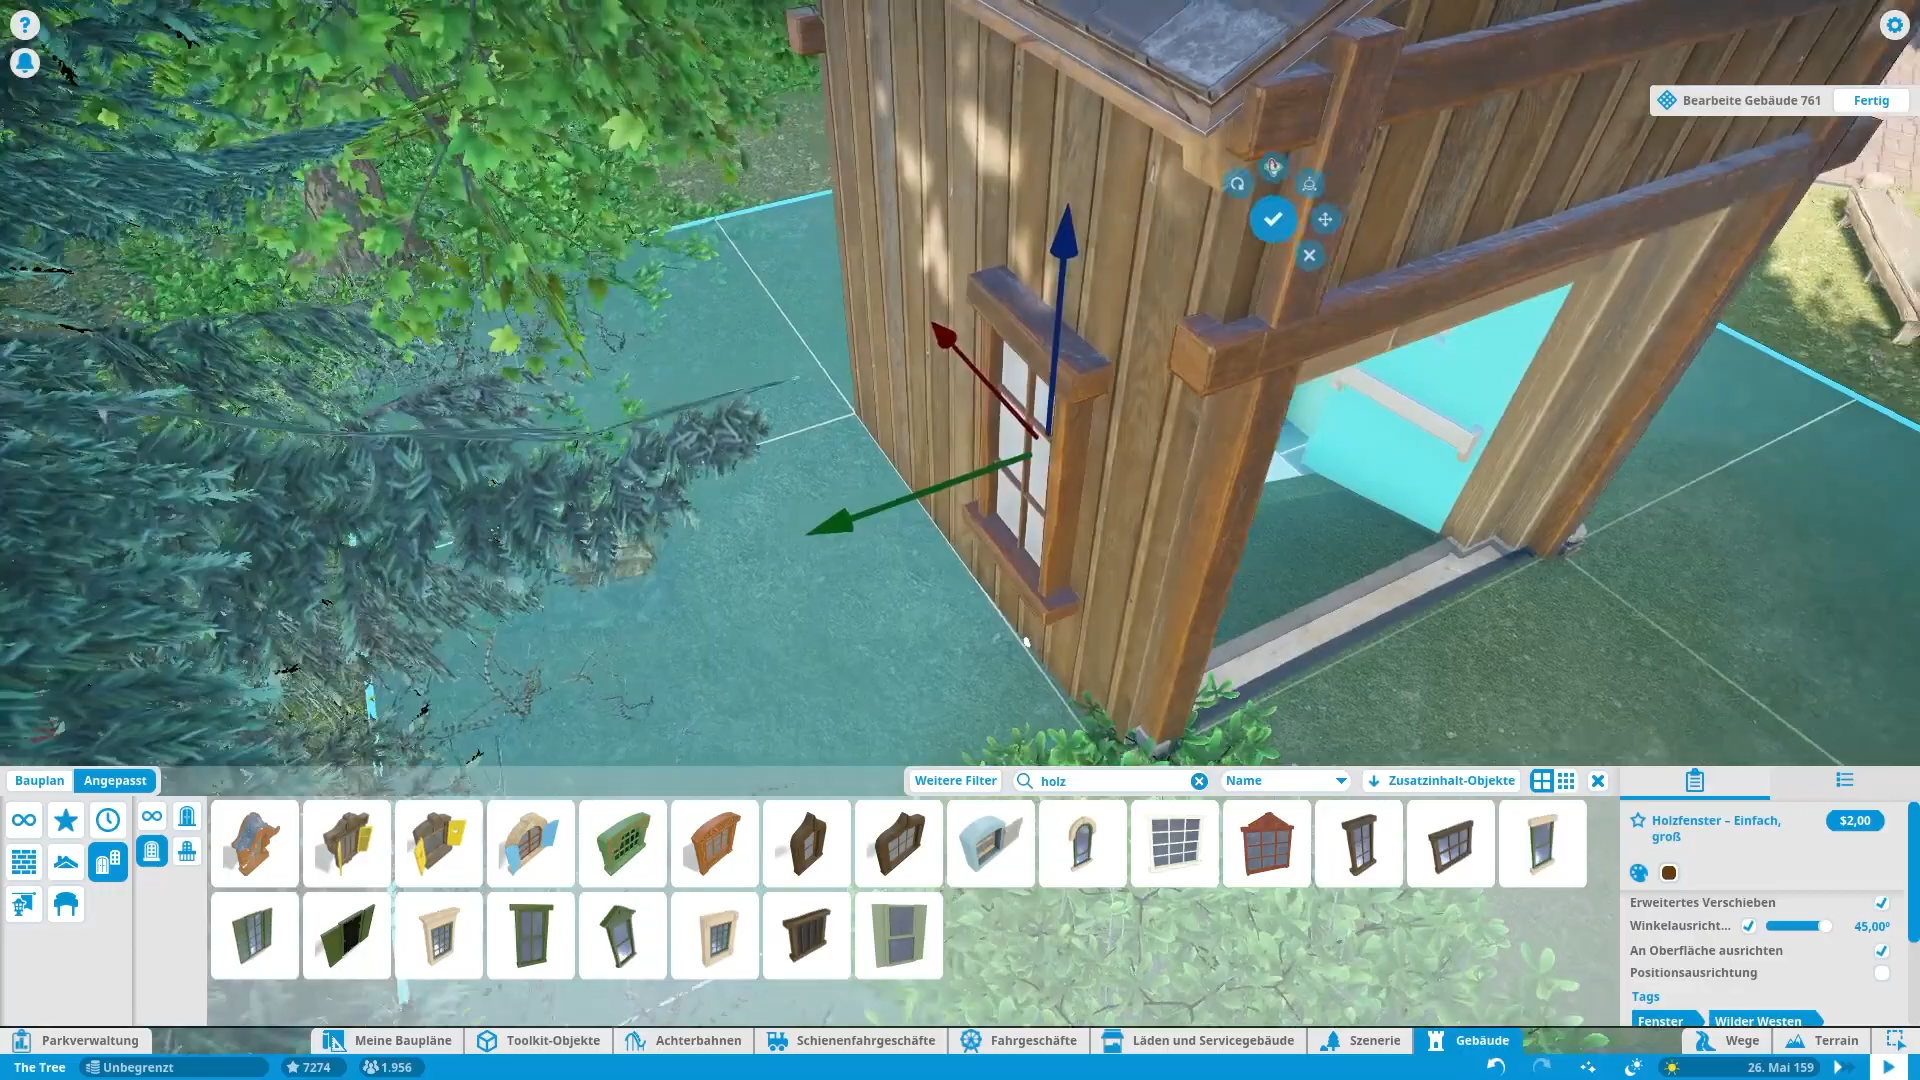 ?
Bearbeite Gebäude 761
Fertig
Bauplan
Angepasst
Weitere Filter
holz
Name
Zusatzinhalt-Objekte
Holzfenster – Einfach, groß
$2,00
Erweitertes Verschieben
Winkelausricht...
45,00°
An Oberfläche ausrichten
Positionsausrichtung
Tags
Fenster
Wilder Westen
Parkverwaltung
Meine Baupläne
Toolkit-Objekte
Achterbahnen
Schienenfahrgeschäfte
Fahrgeschäfte
Läden und Servicegebäude
Szenerie
Gebäude
Wege
Terrain
The Tree
Unbegrenzt
7274
1.956
26. Mai 159